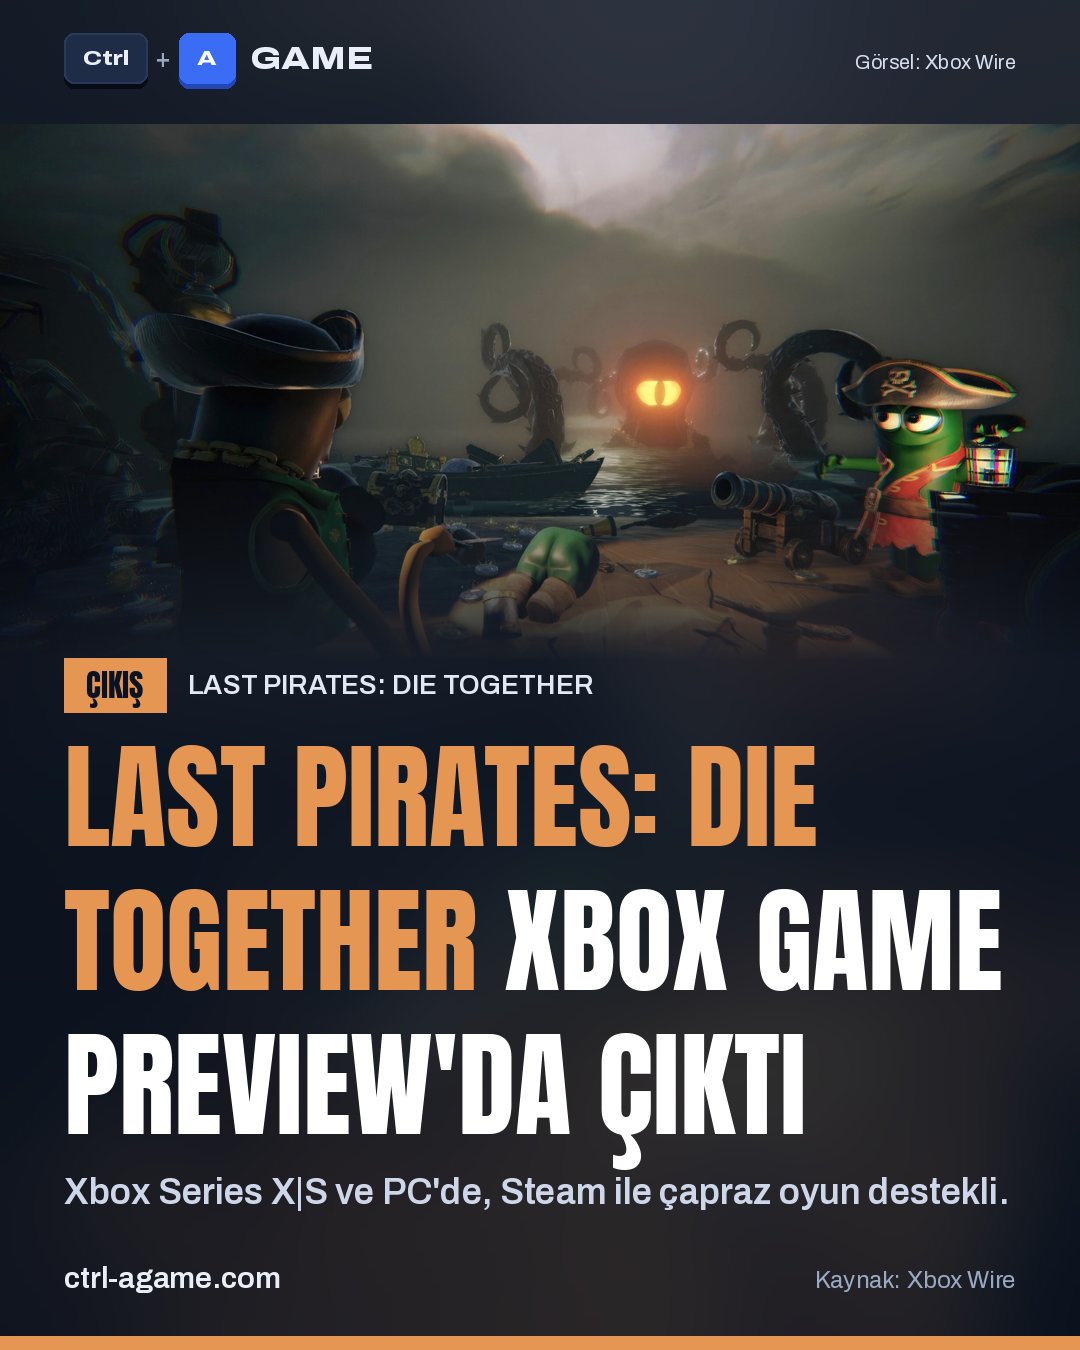 Ctrl + A GAME
Görsel: Xbox Wire
ÇIKIŞ LAST PIRATES: DIE TOGETHER
LAST PIRATES: DIE
TOGETHER XBOX GAME
PREVIEW'DA ÇIKTI
Xbox Series X|S ve PC'de, Steam ile çapraz oyun destekli.
ctrl-agame.com
Kaynak: Xbox Wire